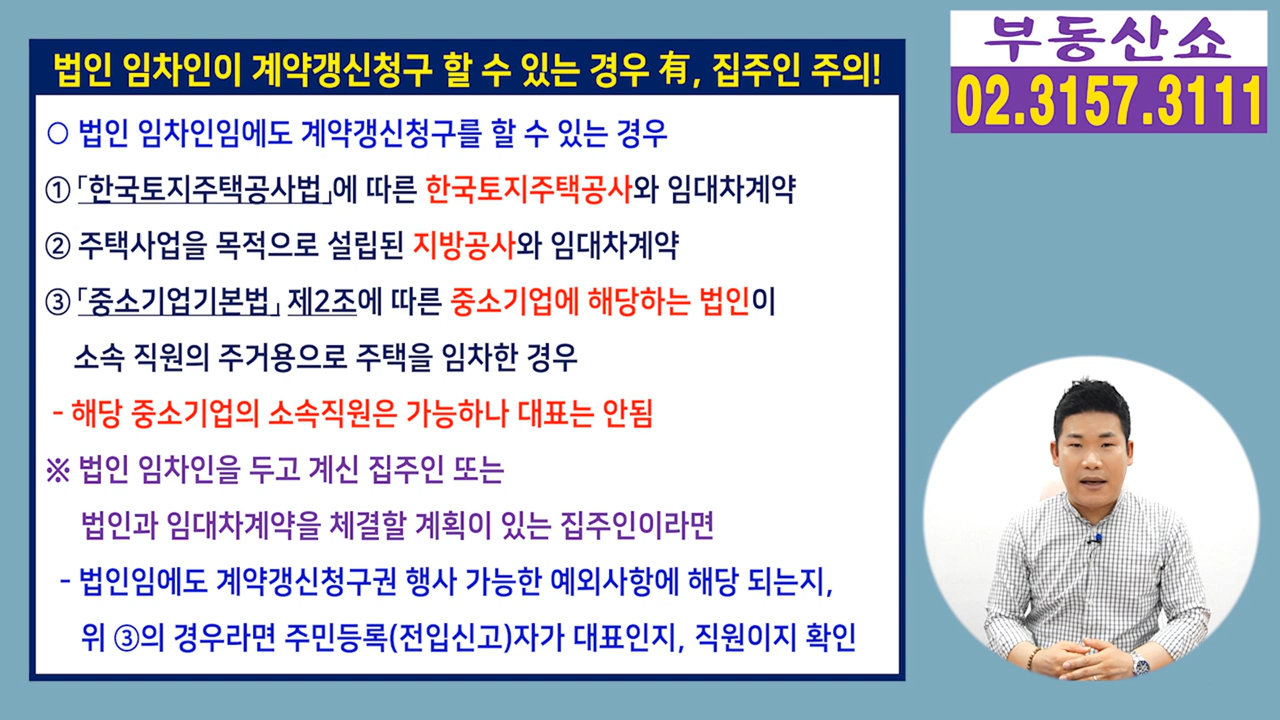 법인 임차인이 계약갱신청구 할 수 있는 경우 有, 집주인 주의!
○ 법인 임차인임에도 계약갱신청구를 할 수 있는 경우
① 「한국토지주택공사법」에 따른 한국토지주택공사와 임대차계약
② 주택사업을 목적으로 설립된 지방공사와 임대차계약
③ 「중소기업기본법」 제2조에 따른 중소기업에 해당하는 법인이
소속 직원의 주거용으로 주택을 임차한 경우
- 해당 중소기업의 소속직원은 가능하나 대표는 안됨
※ 법인 임차인을 두고 계신 집주인 또는
법인과 임대차계약을 체결할 계획이 있는 집주인이라면
- 법인임에도 계약갱신청구권 행사 가능한 예외사항에 해당 되는지,
위 ③의 경우라면 주민등록(전입신고)자가 대표인지, 직원이지 확인
부동산쇼
02.3157.3111